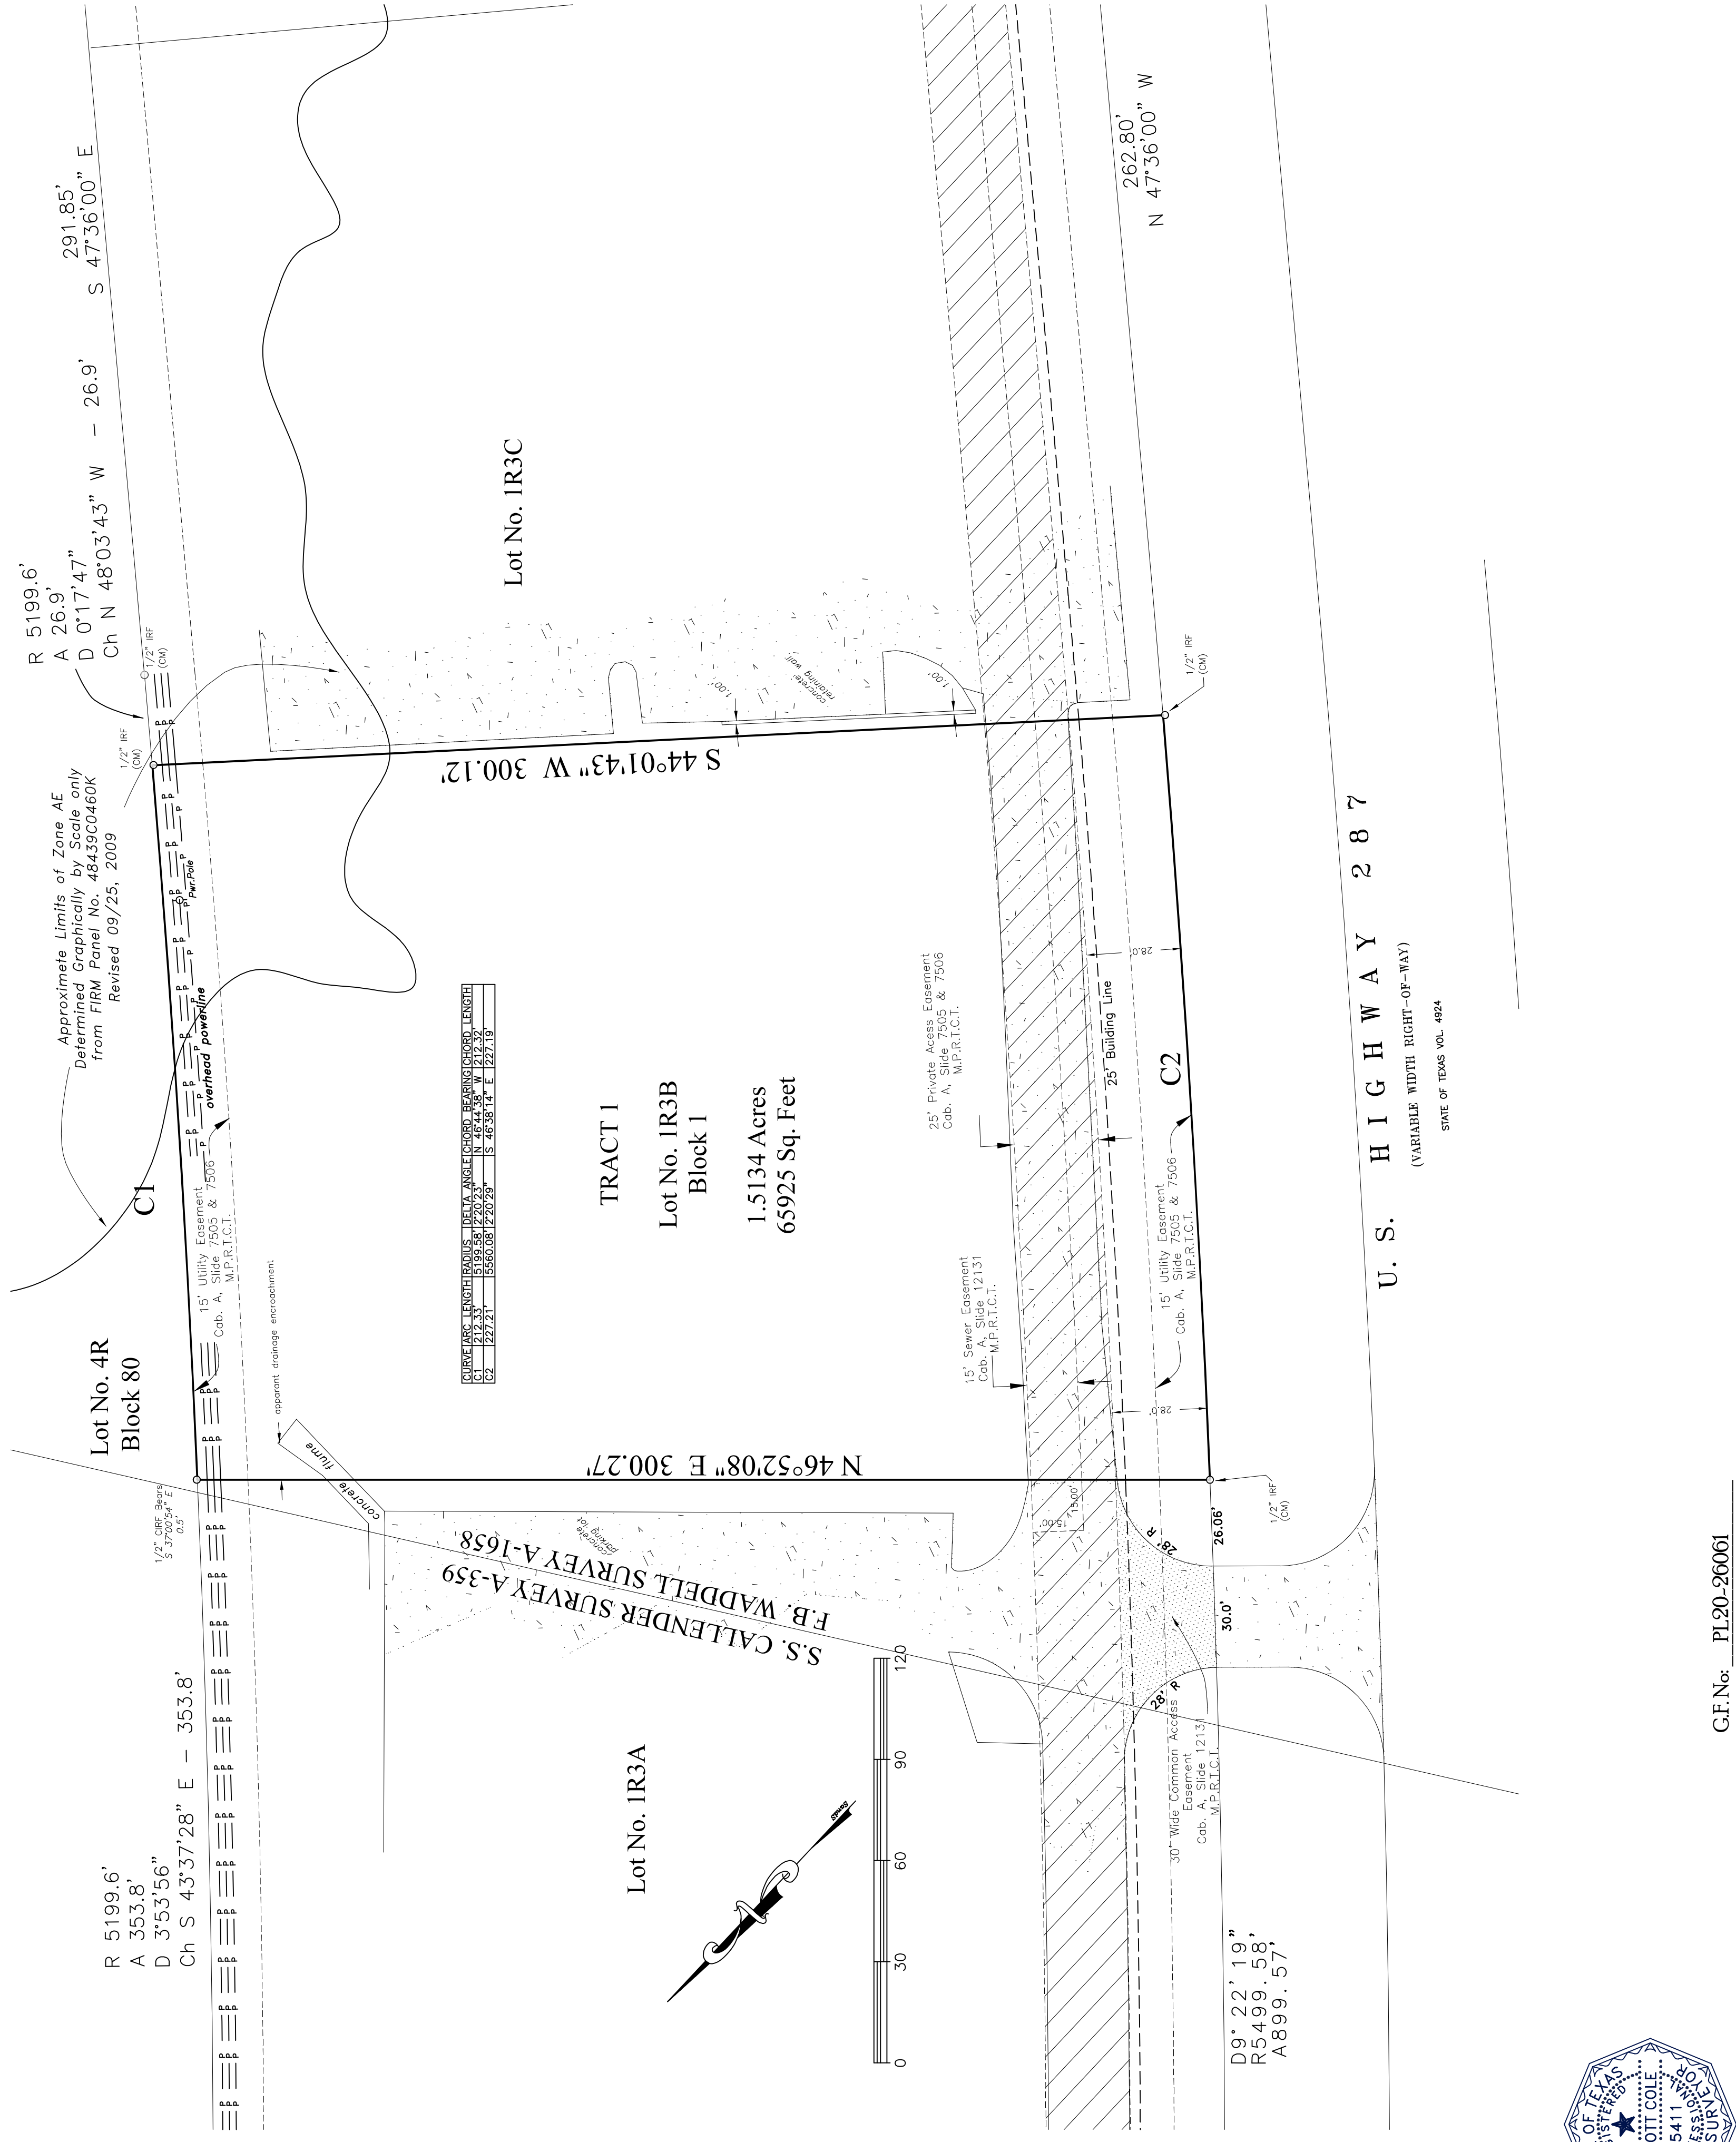 R 5199.6'
A 26.9'
D 0°17'47"
Ch N 48°03'43" W - 26.9'
291.85'
S 47°36'00" E
Approximete Limits of Zone AE
Determined Graphically by Scale only
from FIRM Panel No. 48439C0460K
Revised 09/25, 2009
1/2" IRF
(CM)
1/2" IRF
(CM)
Lot No. 4R
Block 80
C1
overhead powerline
Pwr.Pole
15' Utility Easement
Cab. A, Slide 7505 & 7506
M.P.R.T.C.T.
R 5199.6'
A 353.8'
D 3°53'56"
Ch S 43°37'28" E - 353.8'
1/2" CIRF Bears
S 37°00'54" E
0.5'
apparant drainage encroachment
concrete flume
CURVE ARC LENGTH RADIUS DELTA ANGLE CHORD BEARING CHORD LENGTH
C1 212.33' 5199.58' 2°20'23" N 46°44'38" W 212.32'
C2 227.21' 5560.08' 2°20'29" S 46°38'14" E 227.19'
S 44°01'43" W 300.12'
N 46°52'08" E 300.27'
TRACT 1
Lot No. 1R3B
Block 1
1.5134 Acres
65925 Sq. Feet
Lot No. 1R3C
concrete
retaining wall
1.00'
1.00'
Lot No. 1R3A
concrete
parking lot
F.B. WADDELL SURVEY A-1658
S.S. CALLENDER SURVEY A-359
SandS
0 30 60 90 120
25' Private Acess Easement
Cab. A, Slide 7505 & 7506
M.P.R.T.C.T.
15' Sewer Easement
Cab. A, Slide 12131
M.P.R.T.C.T.
15.00'
15.00'
28.0'
28.0'
25' Building Line
15' Utility Easement
Cab. A, Slide 7505 & 7506
M.P.R.T.C.T.
C2
28' R
28' R
26.06'
30.0'
30' Wide Common Access
Easement
Cab. A, Slide 12131
M.P.R.T.C.T.
1/2" IRF
(CM)
1/2" IRF
(CM)
262.80'
N 47°36'00" W
D9° 22' 19"
R5499.58'
A899.57'
U. S. HIGHWAY 287
(VARIABLE WIDTH RIGHT-OF-WAY)
STATE OF TEXAS VOL. 4924
G.F. No: PL20-26061
OF TEXAS
ISTERED
OTT COLE
5411
ESSIONAL
SURVEYOR